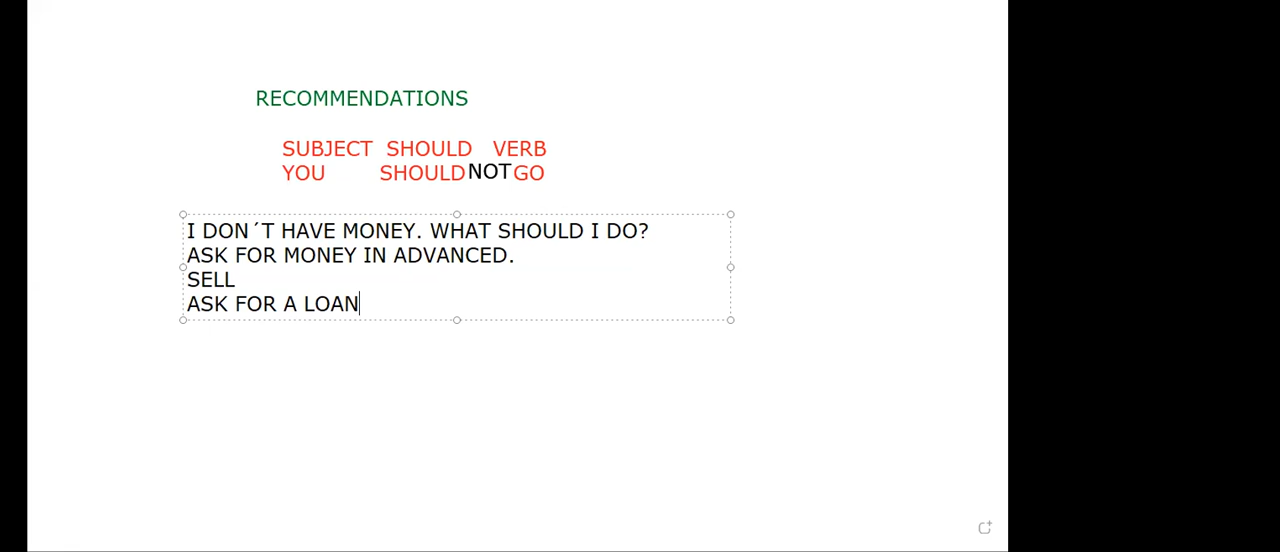 RECOMMENDATIONS
SUBJECT SHOULD VERB
YOU SHOULD NOT GO
I DON´T HAVE MONEY. WHAT SHOULD I DO?
ASK FOR MONEY IN ADVANCED.
SELL
ASK FOR A LOAN